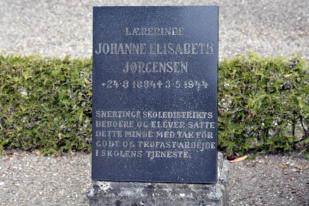 LÆRERINDE
JOHANNE ELISABETH
JØRGENSEN
*24-8 1884 ✝ 3-5 1944
SNERTINGE SKOLEDISTRIKTS
BEBOERE OG ELEVER SATTE
DETTE MINDE MED TAK FOR
GODT OG TROFAST ARBEJDE
I SKOLENS TJENESTE.